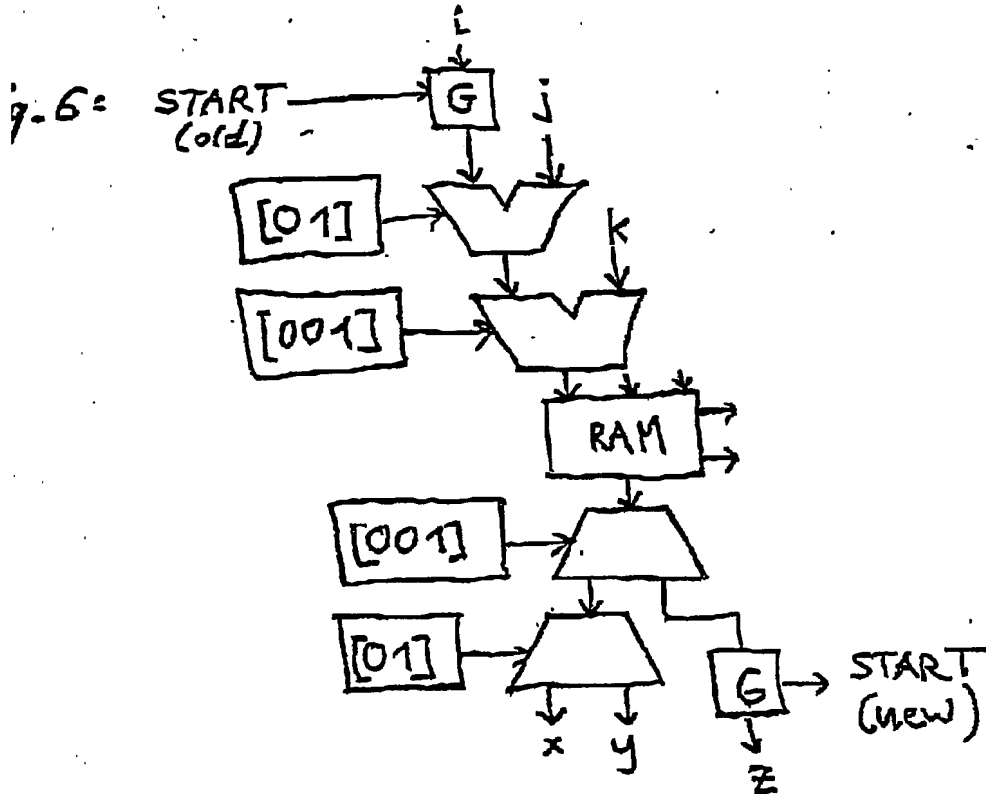 i
g. 6:
START
(old)
G
j
[01]
k
[001]
RAM
[001]
[01]
G
START
(new)
x
y
z